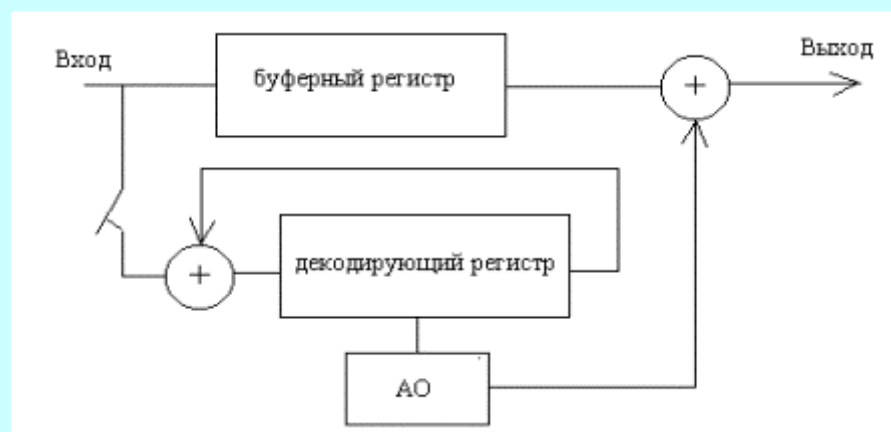 Вход
буферный регистр
+
Выход
+
декодирующий регистр
АО